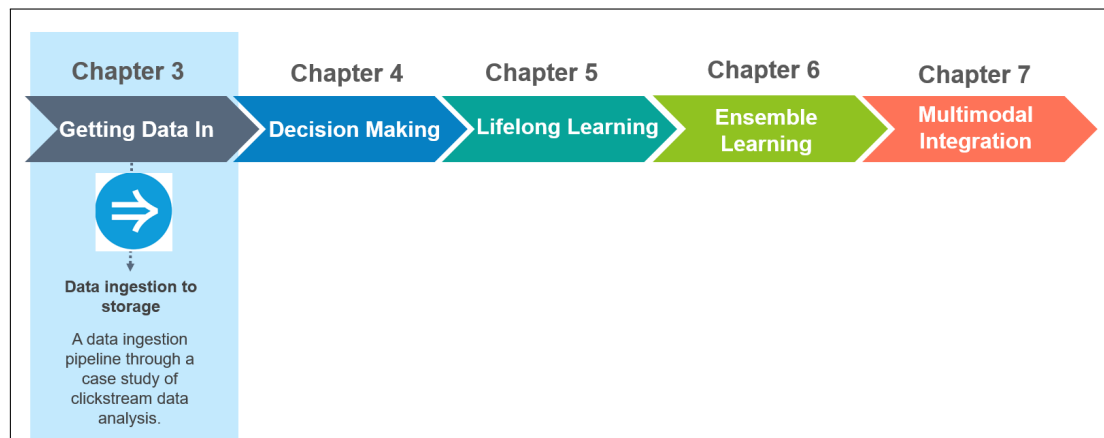 Chapter 3
Chapter 4
Chapter 5
Chapter 6
Chapter 7
Getting Data In
Decision Making
Lifelong Learning
Ensemble
Learning
Multimodal
Integration
Data ingestion to
storage
A data ingestion
pipeline through a
case study of
clickstream data
analysis.